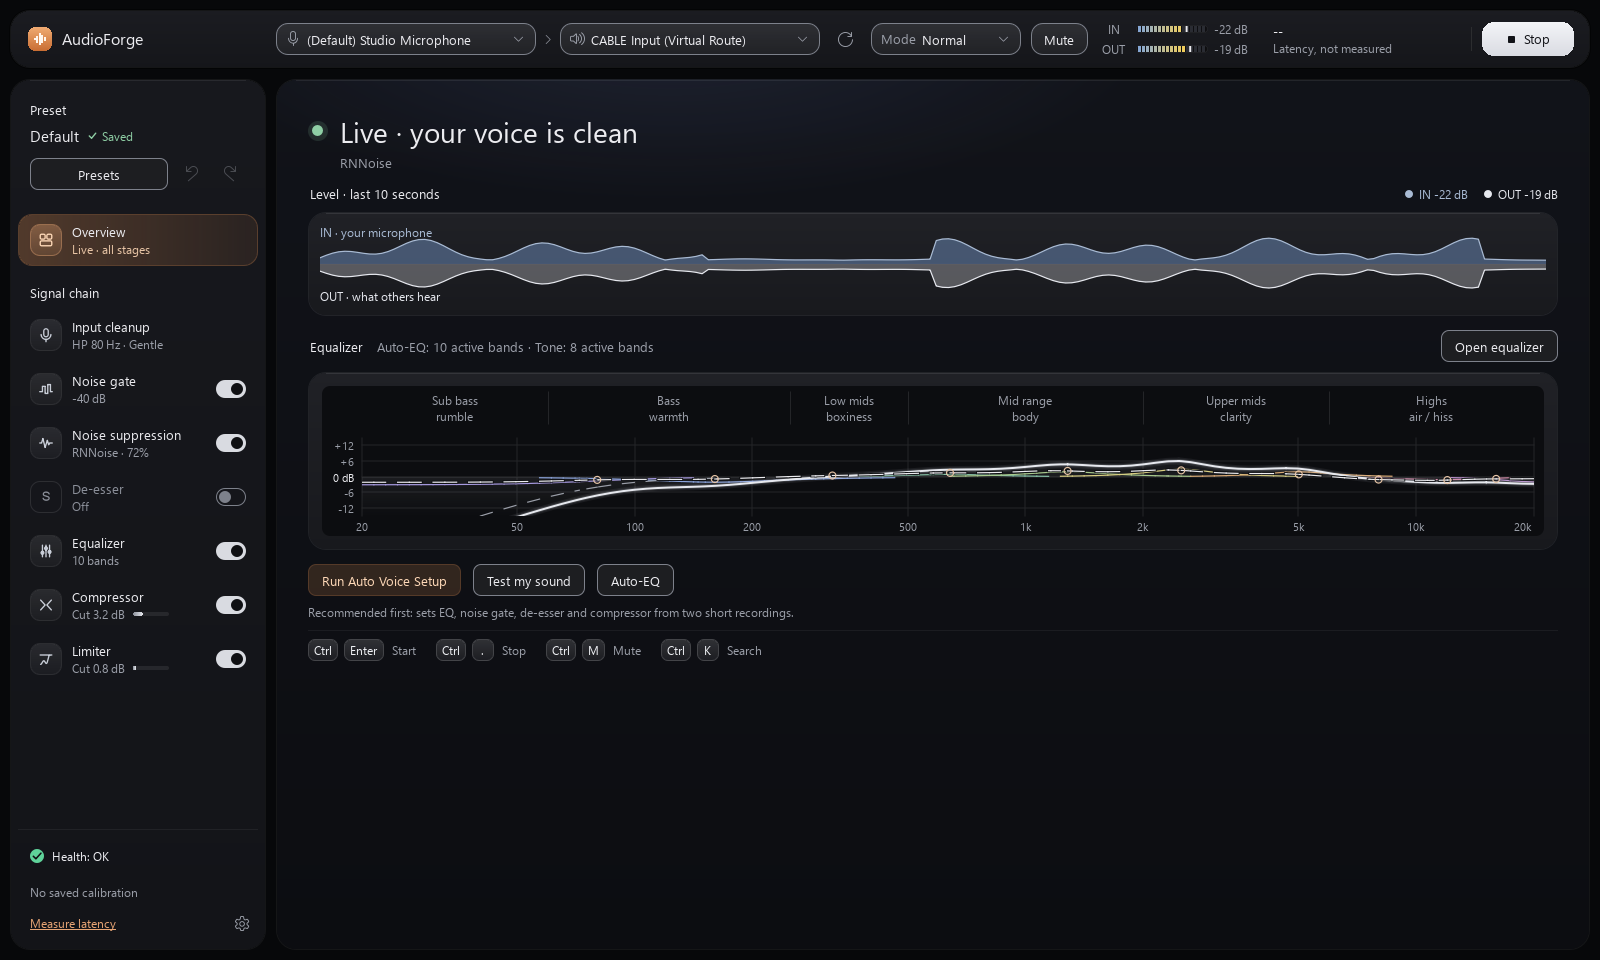 AudioForge
(Default) Studio Microphone
CABLE Input (Virtual Route)
Mode Normal
Mute
IN -22 dB
OUT -19 dB
--
Latency, not measured
Stop
Preset
Default Saved
Presets
Overview
Live · all stages
Signal chain
Input cleanup
HP 80 Hz · Gentle
Noise gate
-40 dB
Noise suppression
RNNoise · 72%
S
De-esser
Off
Equalizer
10 bands
Compressor
Cut 3.2 dB
Limiter
Cut 0.8 dB
Health: OK
No saved calibration
Measure latency
Live · your voice is clean
RNNoise
Level · last 10 seconds
IN -22 dB OUT -19 dB
IN · your microphone
OUT · what others hear
Equalizer Auto-EQ: 10 active bands · Tone: 8 active bands
Open equalizer
Sub bass
rumble
Bass
warmth
Low mids
boxiness
Mid range
body
Upper mids
clarity
Highs
air / hiss
+12
+6
0 dB
-6
-12
20 50 100 200 500 1k 2k 5k 10k 20k
Run Auto Voice Setup
Test my sound
Auto-EQ
Recommended first: sets EQ, noise gate, de-esser and compressor from two short recordings.
Ctrl Enter Start Ctrl . Stop Ctrl M Mute Ctrl K Search